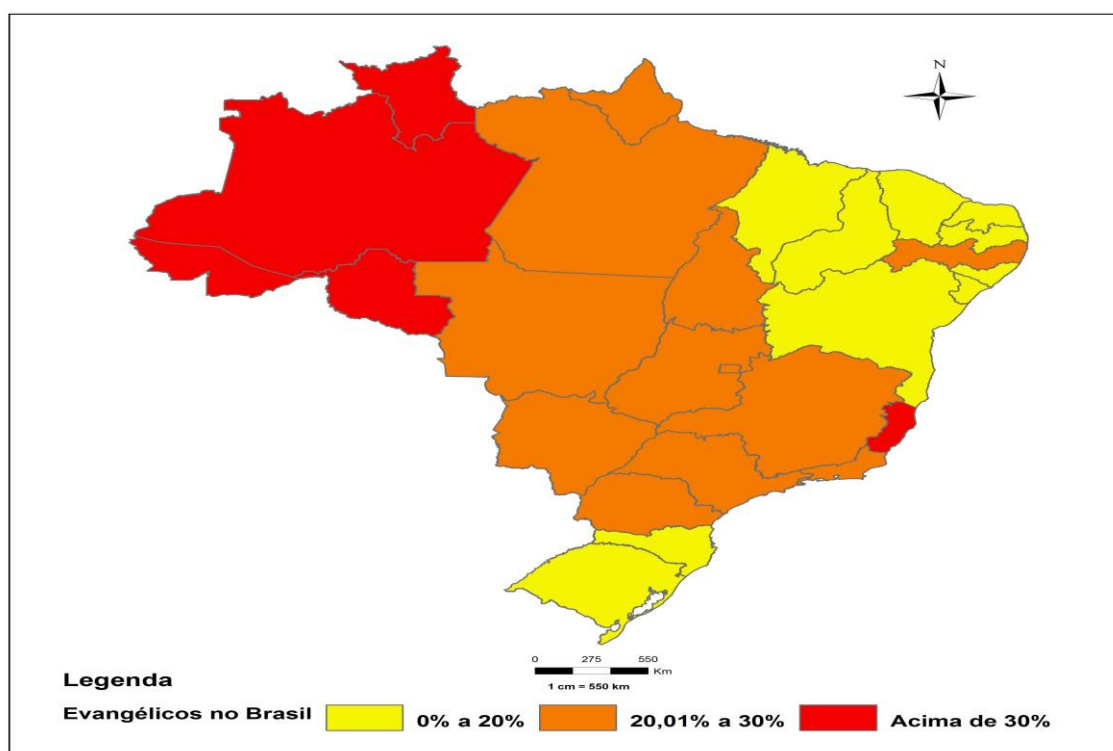 N
0 275 550
Km
1 cm = 550 km
Legenda
Evangélicos no Brasil 0% a 20% 20,01% a 30% Acima de 30%